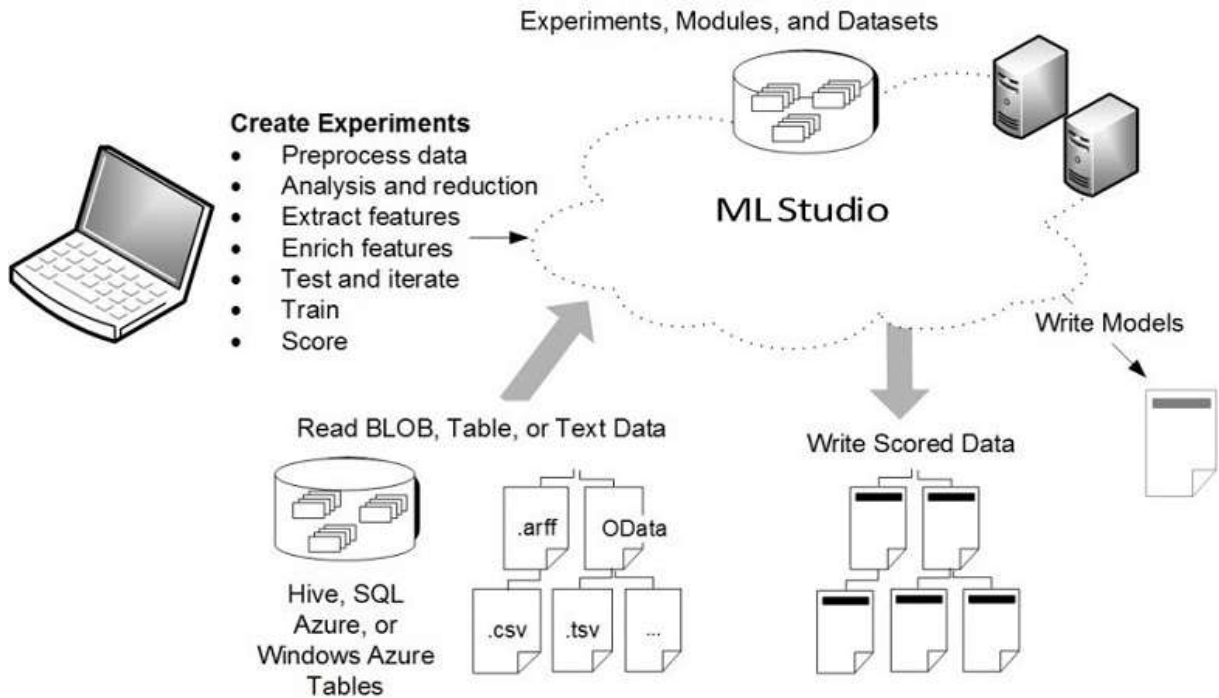 Experiments, Modules, and Datasets
Create Experiments
• Preprocess data
• Analysis and reduction
• Extract features
• Enrich features
• Test and iterate
• Train
• Score
ML Studio
Write Models
Read BLOB, Table, or Text Data
Write Scored Data
.arff
OData
Hive, SQL
Azure, or
Windows Azure
Tables
.csv
.tsv
...